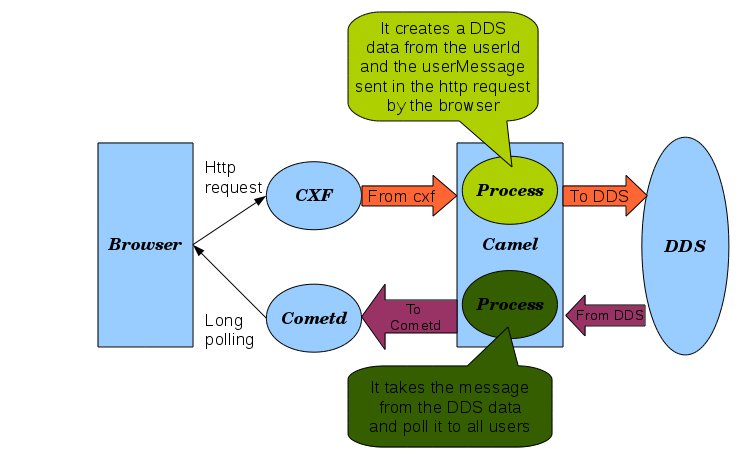 It creates a DDS
data from the userId
and the userMessage
sent in the http request
by the browser
Http
request
CXF
From cxf
Process
To DDS
Browser
Camel
DDS
Cometd
To
Cometd
Process
From DDS
Long
polling
It takes the message
from the DDS data
and poll it to all users